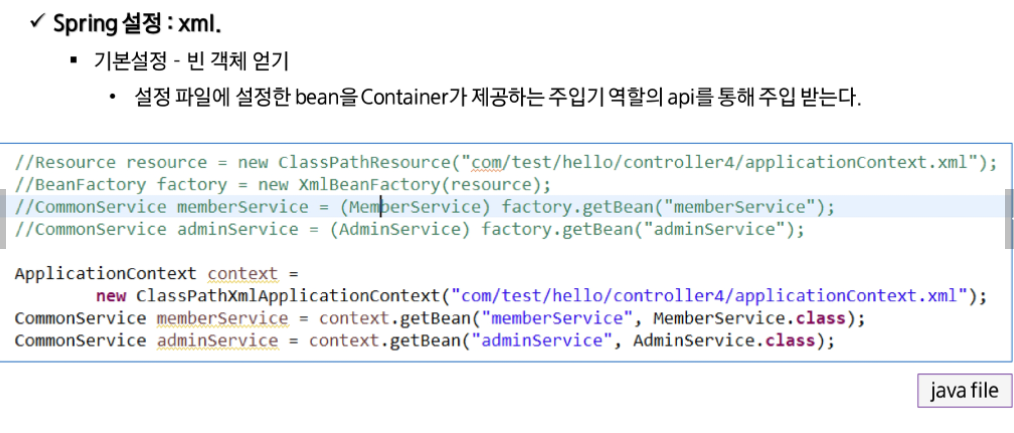 ✓ Spring 설정 : xml.
▪ 기본설정 - 빈 객체 얻기
• 설정 파일에 설정한 bean을 Container가 제공하는 주입기 역할의 api를 통해 주입 받는다.
//Resource resource = new ClassPathResource("com/test/hello/controller4/applicationContext.xml");
//BeanFactory factory = new XmlBeanFactory(resource);
//CommonService memberService = (MemberService) factory.getBean("memberService");
//CommonService adminService = (AdminService) factory.getBean("adminService");
ApplicationContext context =
new ClassPathXmlApplicationContext("com/test/hello/controller4/applicationContext.xml");
CommonService memberService = context.getBean("memberService", MemberService.class);
CommonService adminService = context.getBean("adminService", AdminService.class);
java file